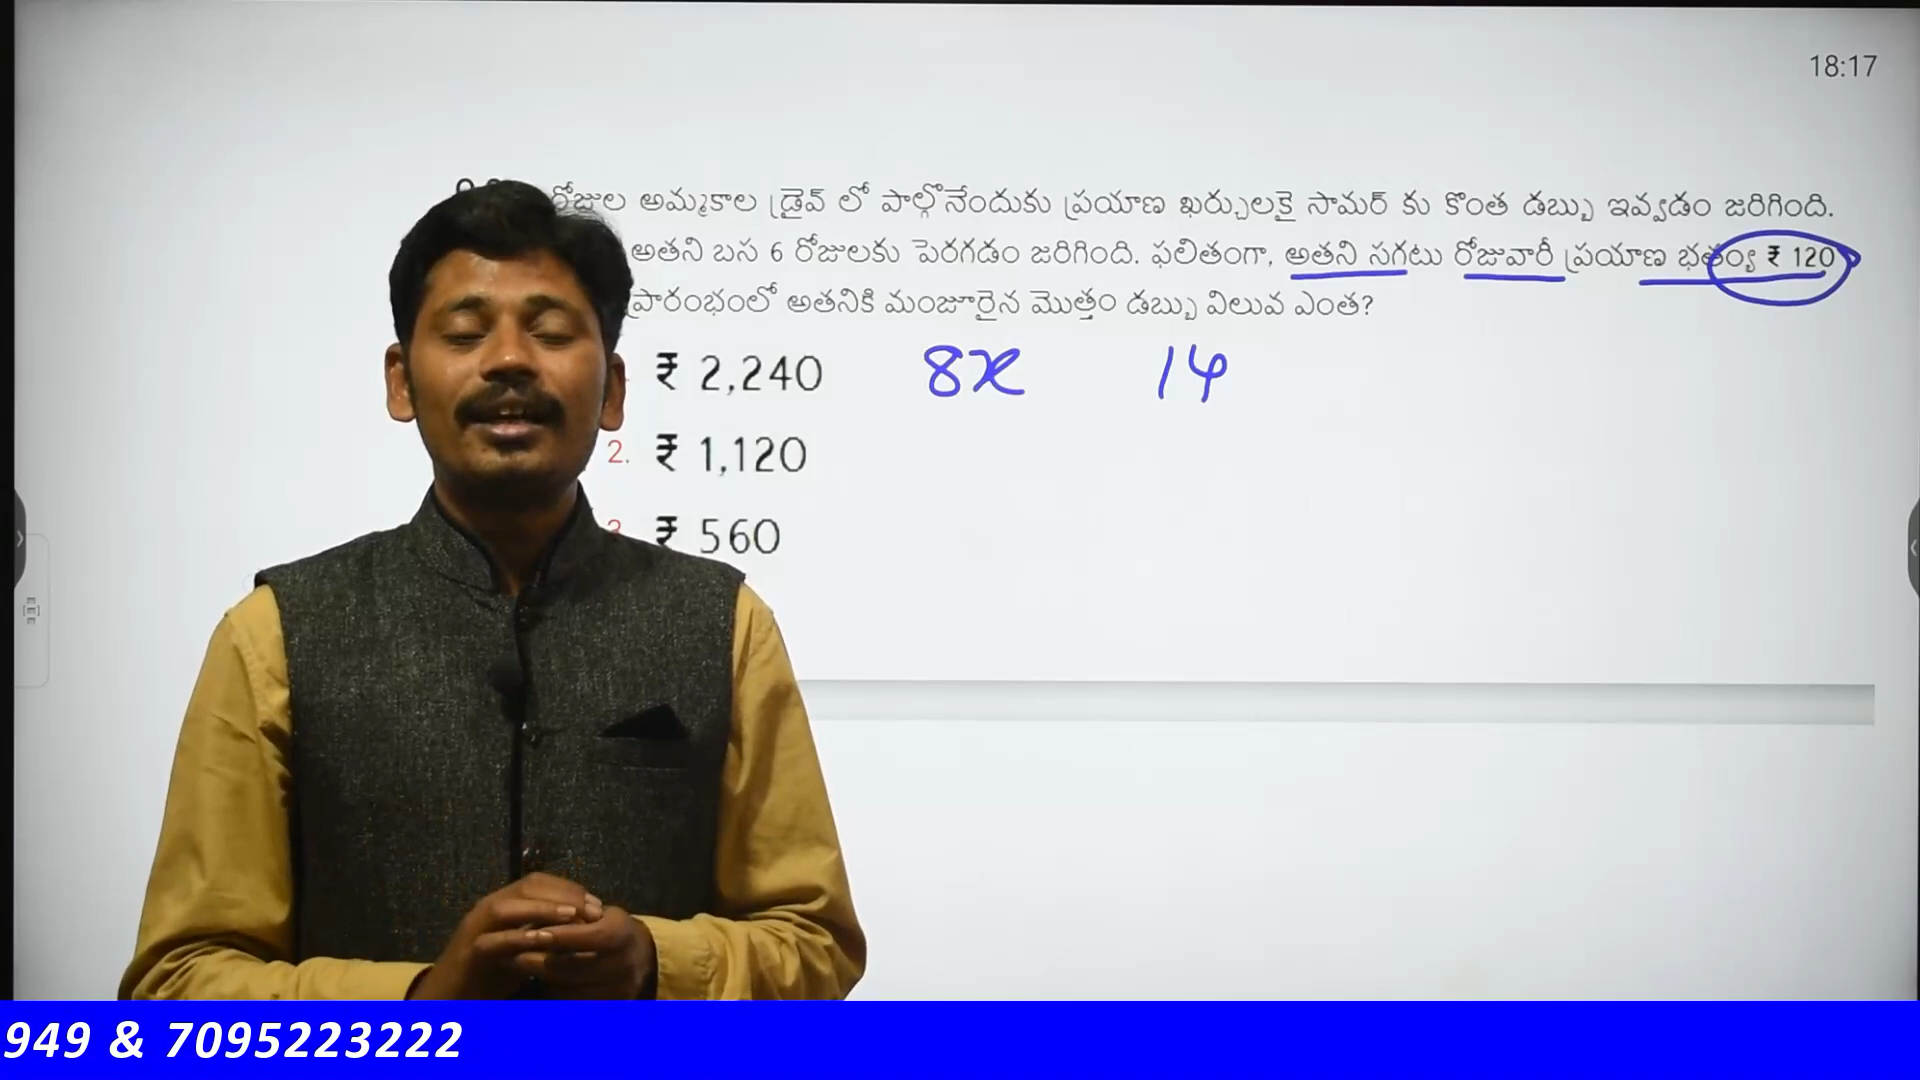 18:17
రోజుల అమ్మకాల డ్రైవ్ లో పాల్గొనేందుకు ప్రయాణ ఖర్చులకై సామర్ కు కొంత డబ్బు ఇవ్వడం జరిగింది.
అతని బస 6 రోజులకు పెరగడం జరిగింది. ఫలితంగా, అతని సగటు రోజువారీ ప్రయాణ భత్యం ₹ 120
ప్రారంభంలో అతనికి మంజూరైన మొత్తం డబ్బు విలువ ఎంత?
₹ 2,240 8x 14
2. ₹ 1,120
3. ₹ 560
949 & 7095223222